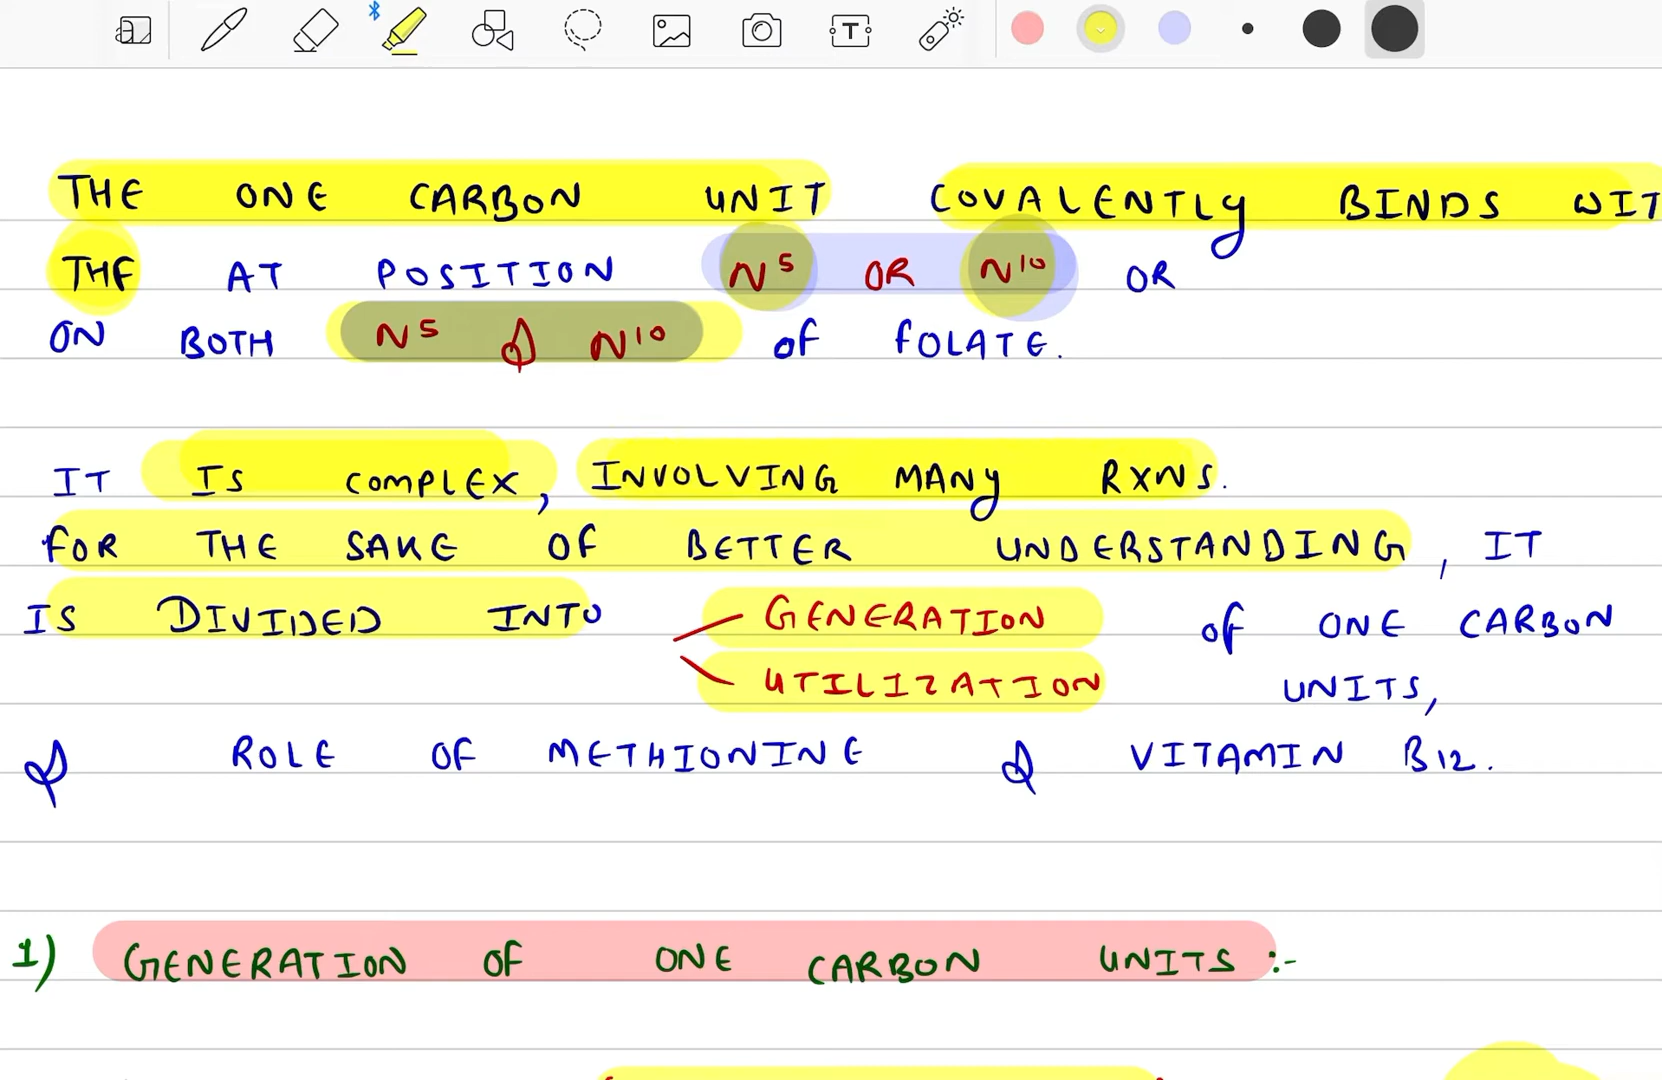 THE ONE CARBON UNIT COVALENTLY BINDS WIT
THF AT POSITION N⁵ OR N¹⁰ OR
ON BOTH N⁵ & N¹⁰ of FOLATE.
IT IS COMPLEX, INVOLVING MANY RXNS.
FOR THE SAKE OF BETTER UNDERSTANDING, IT
IS DIVIDED INTO GENERATION of ONE CARBON
UTILIZATION UNITS,
& ROLE OF METHIONINE & VITAMIN B12.
1) GENERATION OF ONE CARBON UNITS :-